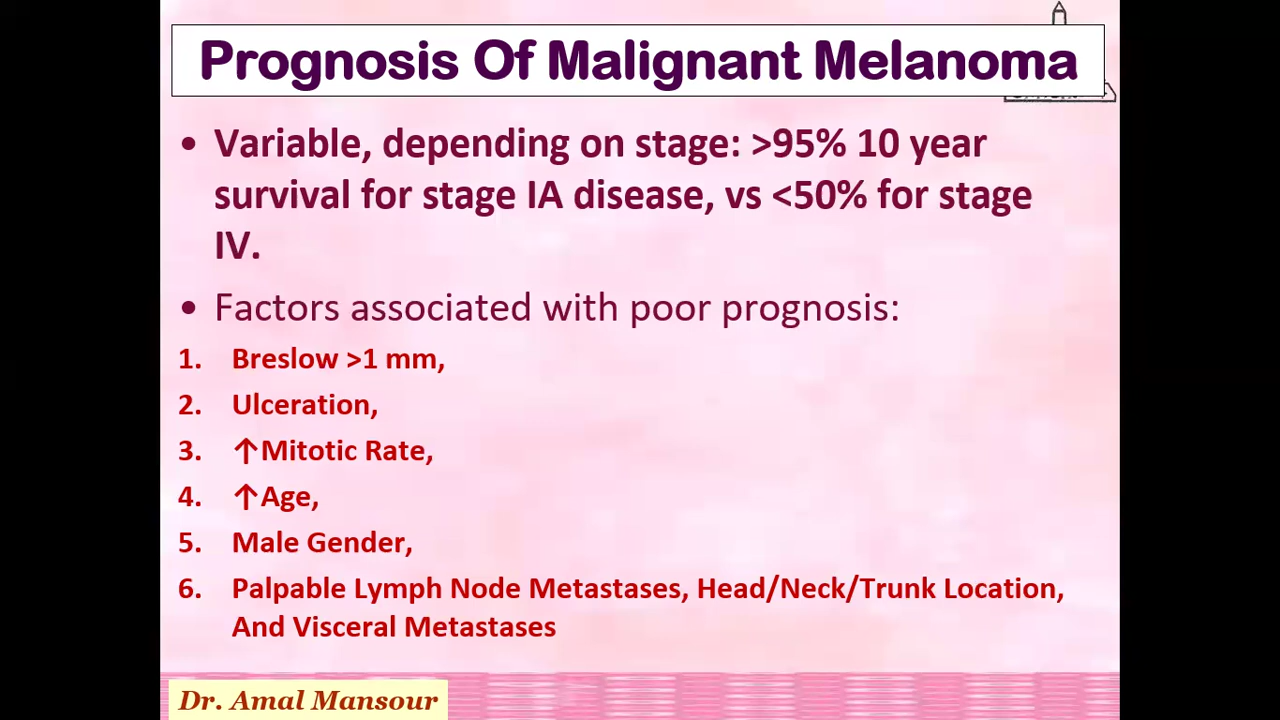 Prognosis Of Malignant Melanoma
• Variable, depending on stage: >95% 10 year
survival for stage IA disease, vs <50% for stage
IV.
• Factors associated with poor prognosis:
1. Breslow >1 mm,
2. Ulceration,
3. ↑Mitotic Rate,
4. ↑Age,
5. Male Gender,
6. Palpable Lymph Node Metastases, Head/Neck/Trunk Location,
And Visceral Metastases
Dr. Amal Mansour